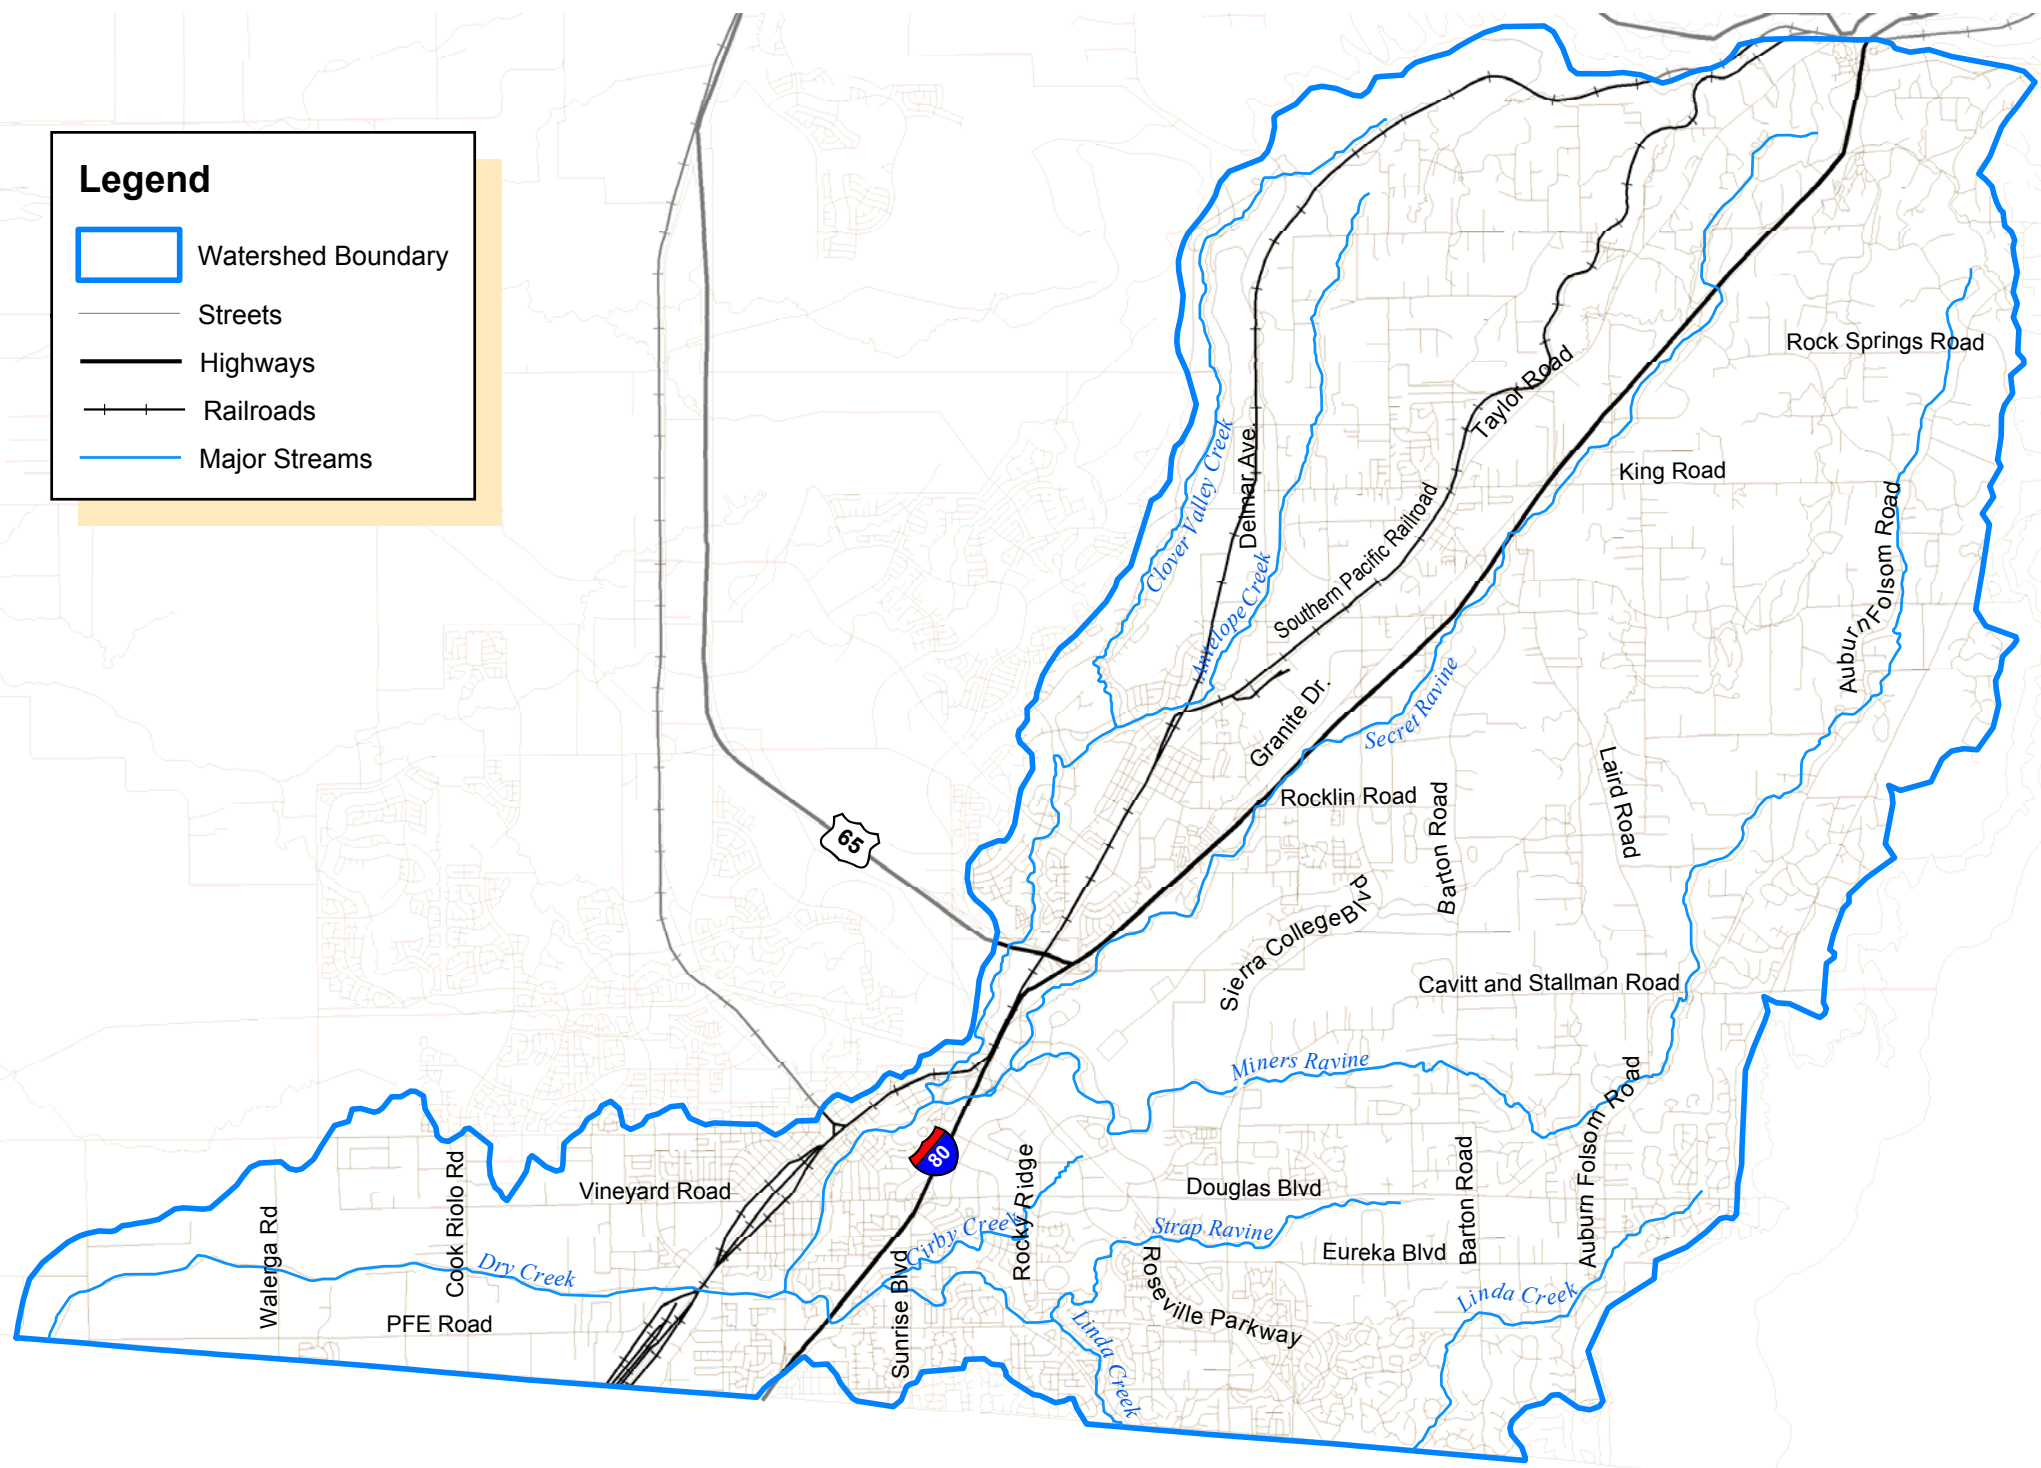 Legend
Watershed Boundary
Streets
Highways
Railroads
Major Streams
Rock Springs Road
Taylor Road
King Road
Clover Valley Creek
Delmar Ave.
Southern Pacific Railroad
Auburn Folsom Road
Antelope Creek
Secret Ravine
Granite Dr.
Laird Road
Rocklin Road
Barton Road
65
Sierra College Blvd
Cavitt and Stallman Road
Miners Ravine
Auburn Folsom Road
80
Rocky Ridge
Barton Road
Vineyard Road
Douglas Blvd
Cook Riolo Rd
Walerga Rd
Cirby Creek
Strap Ravine
Eureka Blvd
Dry Creek
Sunrise Blvd
Roseville Parkway
Linda Creek
PFE Road
Linda Creek